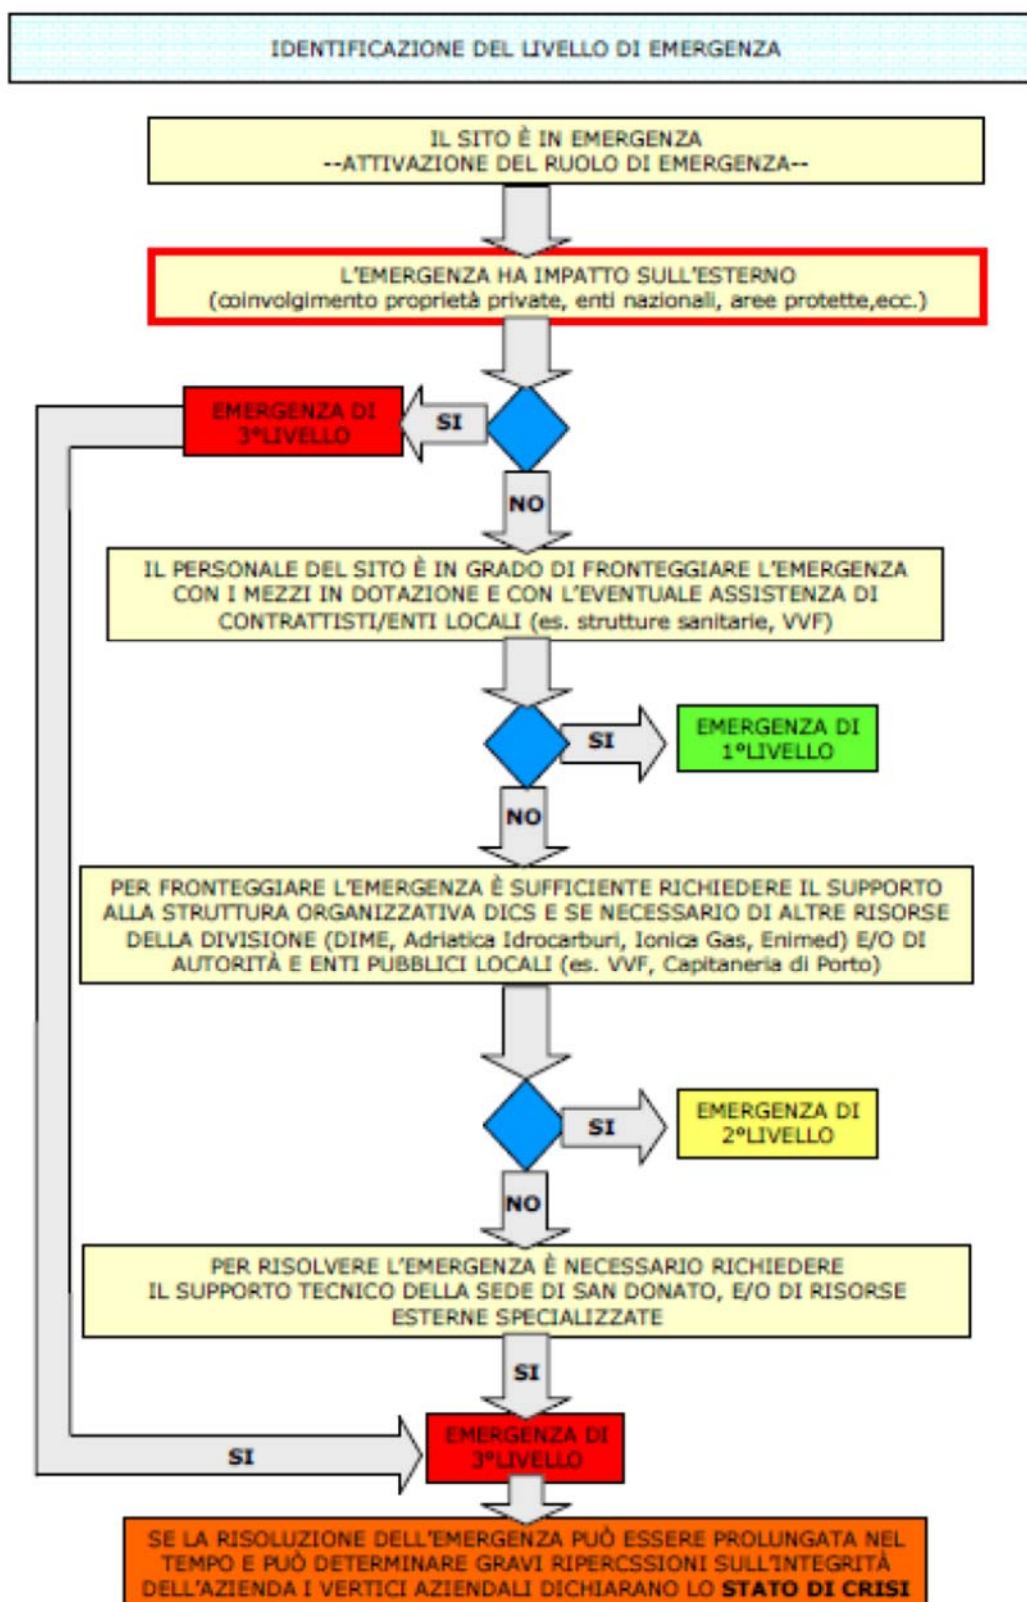 IDENTIFICAZIONE DEL LIVELLO DI EMERGENZA
IL SITO È IN EMERGENZA
--ATTIVAZIONE DEL RUOLO DI EMERGENZA--
L'EMERGENZA HA IMPATTO SULL'ESTERNO
(coinvolgimento proprietà private, enti nazionali, aree protette,ecc.)
EMERGENZA DI
3°LIVELLO
SI
NO
IL PERSONALE DEL SITO È IN GRADO DI FRONTEGGIARE L'EMERGENZA
CON I MEZZI IN DOTAZIONE E CON L'EVENTUALE ASSISTENZA DI
CONTRATTISTI/ENTI LOCALI (es. strutture sanitarie, VVF)
SI
EMERGENZA DI
1°LIVELLO
NO
PER FRONTEGGIARE L'EMERGENZA È SUFFICIENTE RICHIEDERE IL SUPPORTO
ALLA STRUTTURA ORGANIZZATIVA DICS E SE NECESSARIO DI ALTRE RISORSE
DELLA DIVISIONE (DIME, Adriatica Idrocarburi, Ionica Gas, Enimed) E/O DI
AUTORITÀ E ENTI PUBBLICI LOCALI (es. VVF, Capitaneria di Porto)
SI
EMERGENZA DI
2°LIVELLO
NO
PER RISOLVERE L'EMERGENZA È NECESSARIO RICHIEDERE
IL SUPPORTO TECNICO DELLA SEDE DI SAN DONATO, E/O DI RISORSE
ESTERNE SPECIALIZZATE
SI
SI
EMERGENZA DI
3°LIVELLO
SE LA RISOLUZIONE DELL'EMERGENZA PUÒ ESSERE PROLUNGATA NEL
TEMPO E PUÒ DETERMINARE GRAVI RIPERCSSIONI SULL'INTEGRITÀ
DELL'AZIENDA I VERTICI AZIENDALI DICHIARANO LO STATO DI CRISI